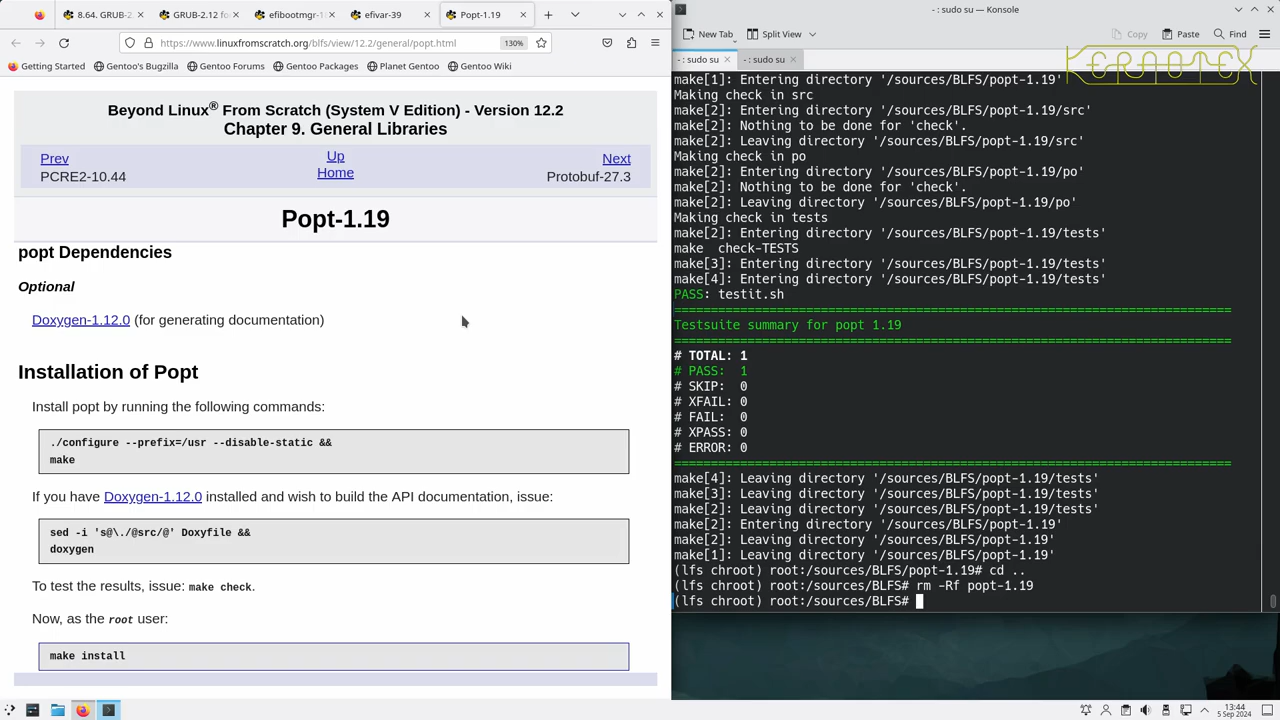 8.64. GRUB-2.
GRUB-2.12 fo
efibootmgr-1
efivar-39
Popt-1.19
https://www.linuxfromscratch.org/blfs/view/12.2/general/popt.html
130%
Getting Started
Gentoo's Bugzilla
Gentoo Forums
Gentoo Packages
Planet Gentoo
Gentoo Wiki
Beyond Linux® From Scratch (System V Edition) - Version 12.2
Chapter 9. General Libraries
Prev
Up
Next
PCRE2-10.44
Home
Protobuf-27.3
Popt-1.19
popt Dependencies
Optional
Doxygen-1.12.0 (for generating documentation)
Installation of Popt
Install popt by running the following commands:
./configure --prefix=/usr --disable-static &&
make
If you have Doxygen-1.12.0 installed and wish to build the API documentation, issue:
sed -i 's@\./@src/@' Doxyfile &&
doxygen
To test the results, issue: make check.
Now, as the root user:
make install
- : sudo su — Konsole
New Tab
Split View
Copy
Paste
Find
- : sudo su
- : sudo su
KERNOTEX
make[1]: Entering directory '/sources/BLFS/popt-1.19'
Making check in src
make[2]: Entering directory '/sources/BLFS/popt-1.19/src'
make[2]: Nothing to be done for 'check'.
make[2]: Leaving directory '/sources/BLFS/popt-1.19/src'
Making check in po
make[2]: Entering directory '/sources/BLFS/popt-1.19/po'
make[2]: Nothing to be done for 'check'.
make[2]: Leaving directory '/sources/BLFS/popt-1.19/po'
Making check in tests
make[2]: Entering directory '/sources/BLFS/popt-1.19/tests'
make  check-TESTS
make[3]: Entering directory '/sources/BLFS/popt-1.19/tests'
make[4]: Entering directory '/sources/BLFS/popt-1.19/tests'
PASS: testit.sh
============================================================================
Testsuite summary for popt 1.19
============================================================================
# TOTAL: 1
# PASS:  1
# SKIP:  0
# XFAIL: 0
# FAIL:  0
# XPASS: 0
# ERROR: 0
============================================================================
make[4]: Leaving directory '/sources/BLFS/popt-1.19/tests'
make[3]: Leaving directory '/sources/BLFS/popt-1.19/tests'
make[2]: Leaving directory '/sources/BLFS/popt-1.19/tests'
make[2]: Entering directory '/sources/BLFS/popt-1.19'
make[2]: Leaving directory '/sources/BLFS/popt-1.19'
make[1]: Leaving directory '/sources/BLFS/popt-1.19'
(lfs chroot) root:/sources/BLFS/popt-1.19# cd ..
(lfs chroot) root:/sources/BLFS# rm -Rf popt-1.19
(lfs chroot) root:/sources/BLFS#
13:44
5 Sep 2024